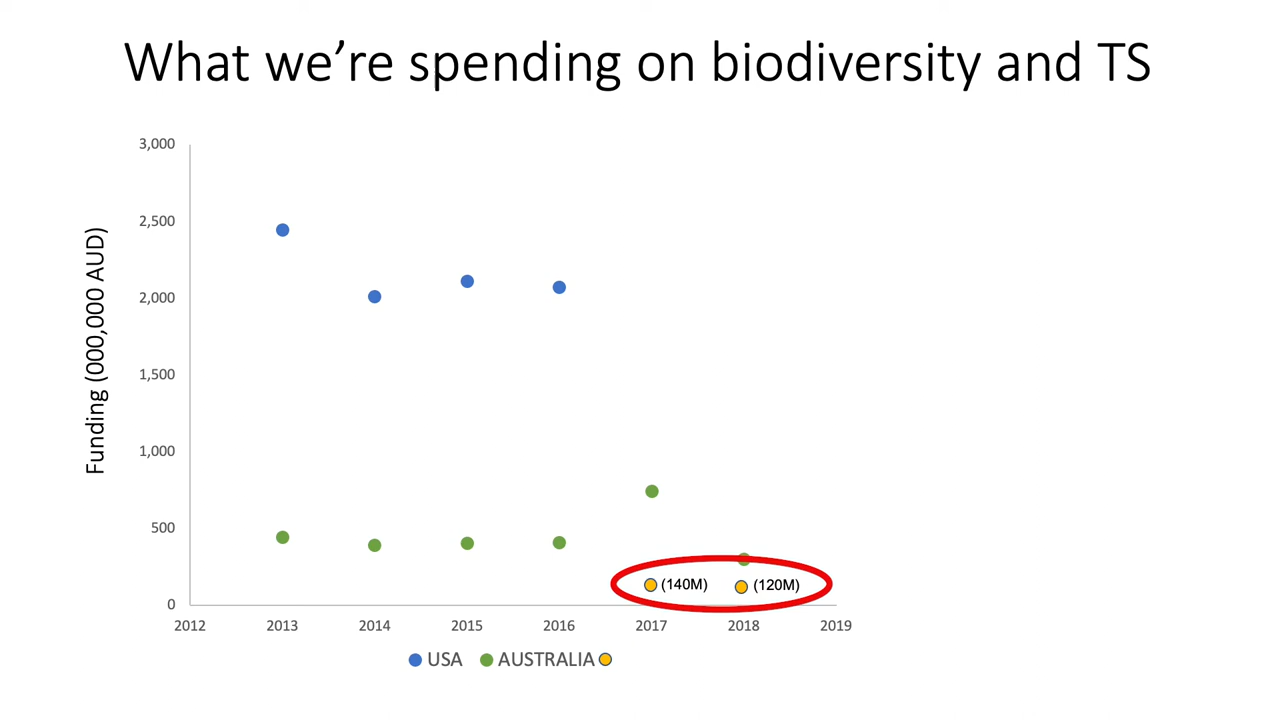 What we're spending on biodiversity and TS
3,000
2,500
2,000
1,500
1,000
500
0
Funding (000,000 AUD)
(140M)
(120M)
2012 2013 2014 2015 2016 2017 2018 2019
USA AUSTRALIA